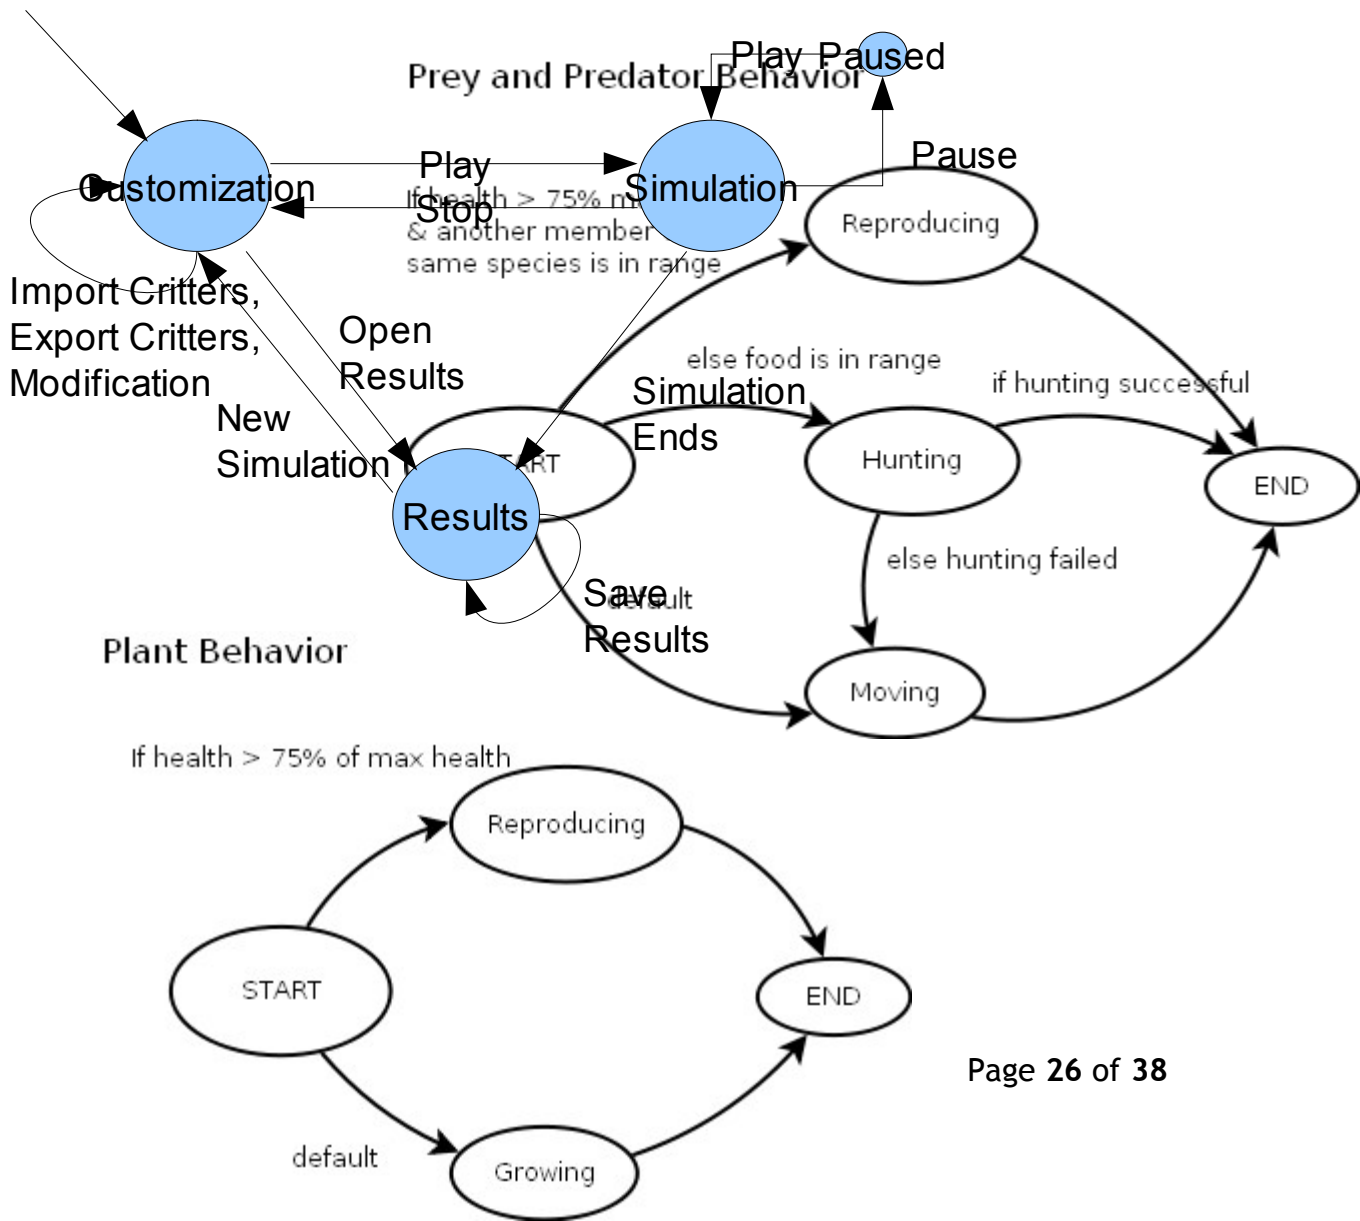 Play Paused
Prey and Predator Behavior
Pause
Play
Customization
Simulation
If health > 75% m
Stop
& another member
same species is in range
Reproducing
Import Critters,
Export Critters,
Modification
Open
Results
else food is in range
if hunting successful
Simulation
Ends
New
Simulation
START
Hunting
END
Results
else hunting failed
default
Save
Results
Plant Behavior
Moving
If health > 75% of max health
Reproducing
START
END
Page 26 of 38
default
Growing